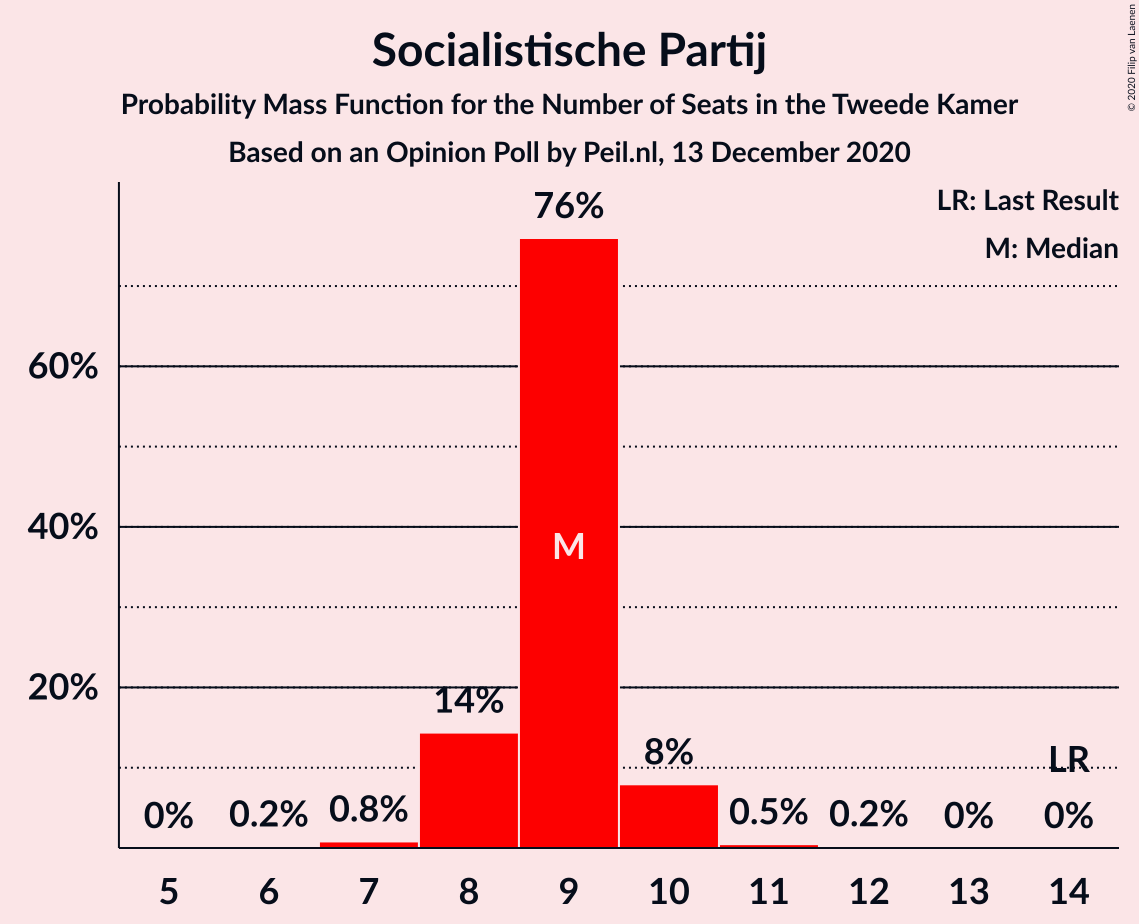 Socialistische Partij
Probability Mass Function for the Number of Seats in the Tweede Kamer
Based on an Opinion Poll by Peil.nl, 13 December 2020
© 2020 Filip van Laenen
LR: Last Result
M: Median
60%
40%
20%
0%
0.2%
0.8%
14%
76%
M
8%
0.5%
0.2%
0%
LR
0%
5 6 7 8 9 10 11 12 13 14